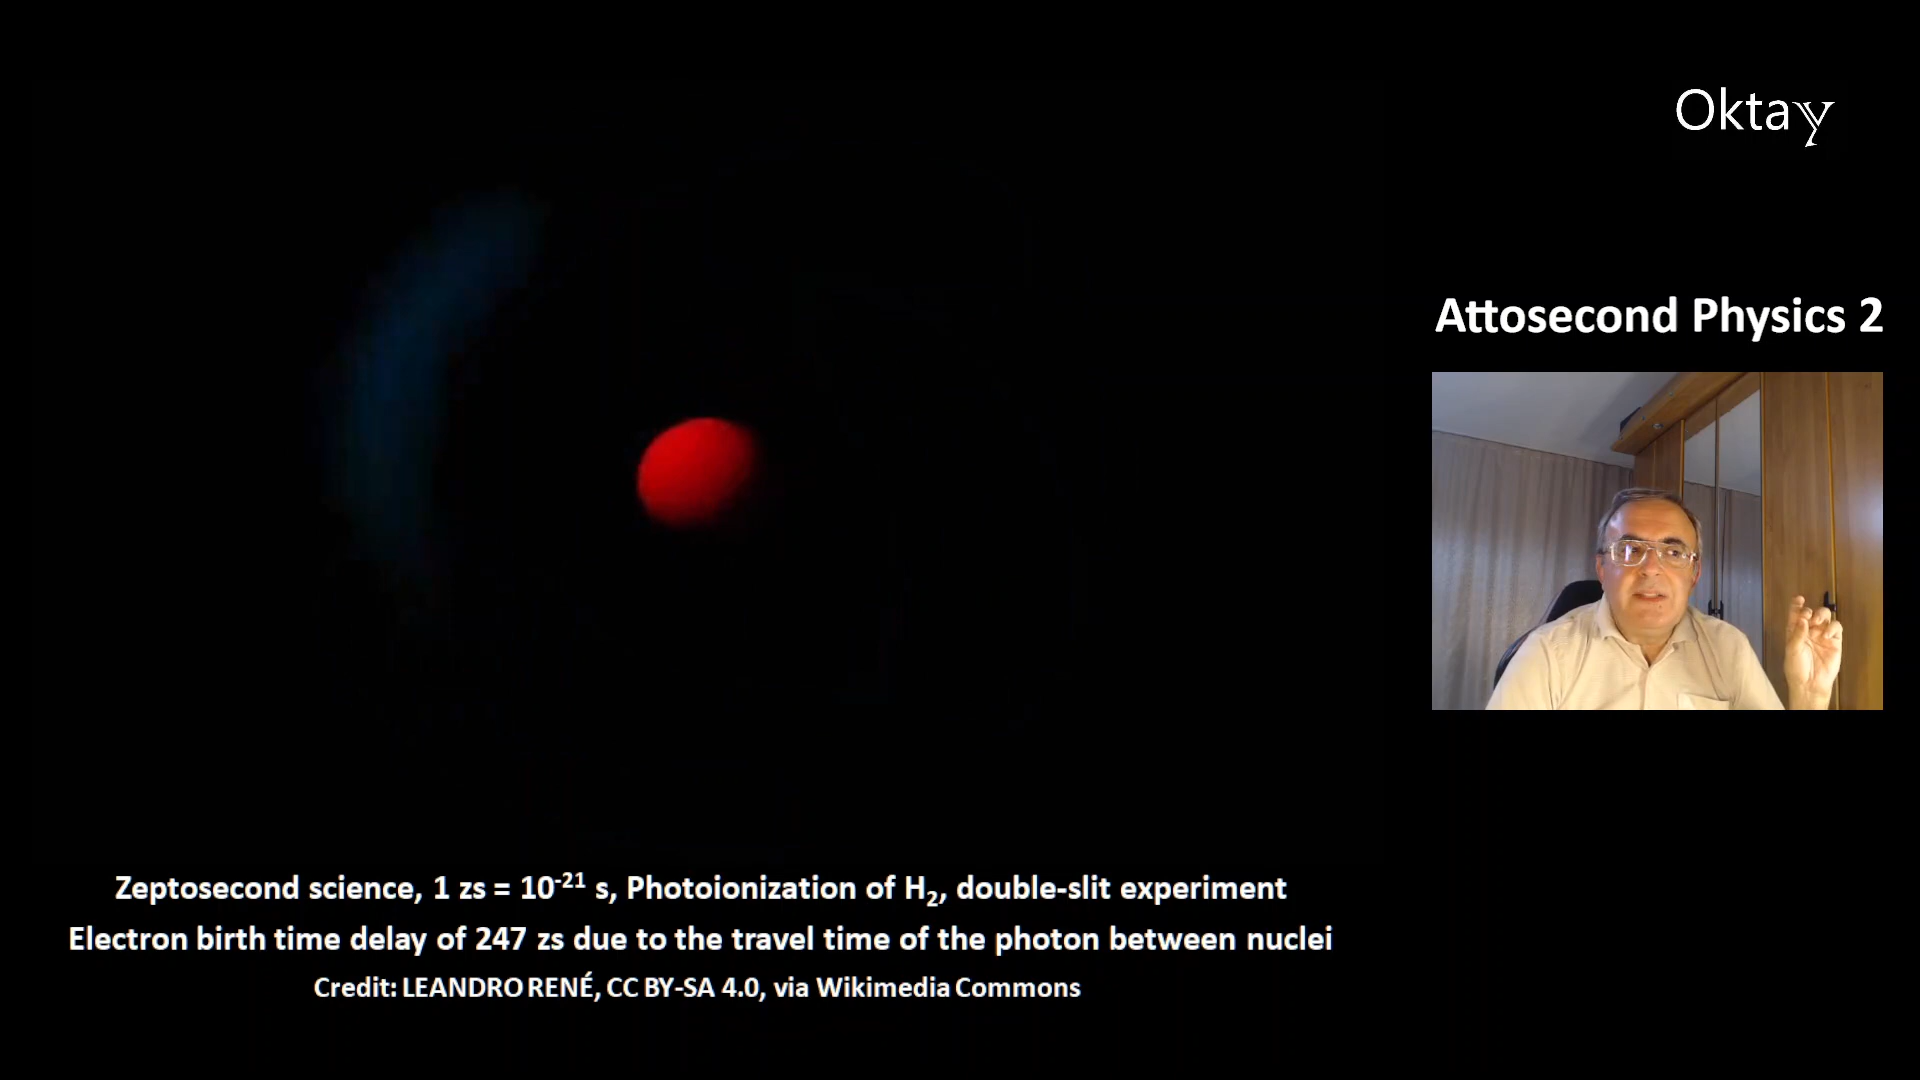 Oktay
Attosecond Physics 2
Zeptosecond science, 1 zs = 10⁻²¹ s, Photoionization of H₂, double-slit experiment
Electron birth time delay of 247 zs due to the travel time of the photon between nuclei
Credit: LEANDRO RENÉ, CC BY-SA 4.0, via Wikimedia Commons